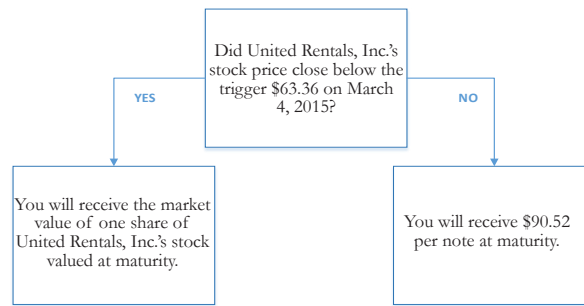 Did United Rentals, Inc.'s
stock price close below the
trigger $63.36 on March
4, 2015?
YES
NO
You will receive the market
value of one share of
United Rentals, Inc.'s stock
valued at maturity.
You will receive $90.52
per note at maturity.